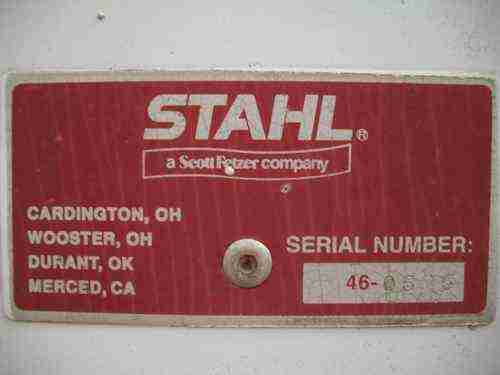 STAHL®
a Scott Fetzer company
CARDINGTON, OH
WOOSTER, OH
DURANT, OK
MERCED, CA
SERIAL NUMBER:
46-